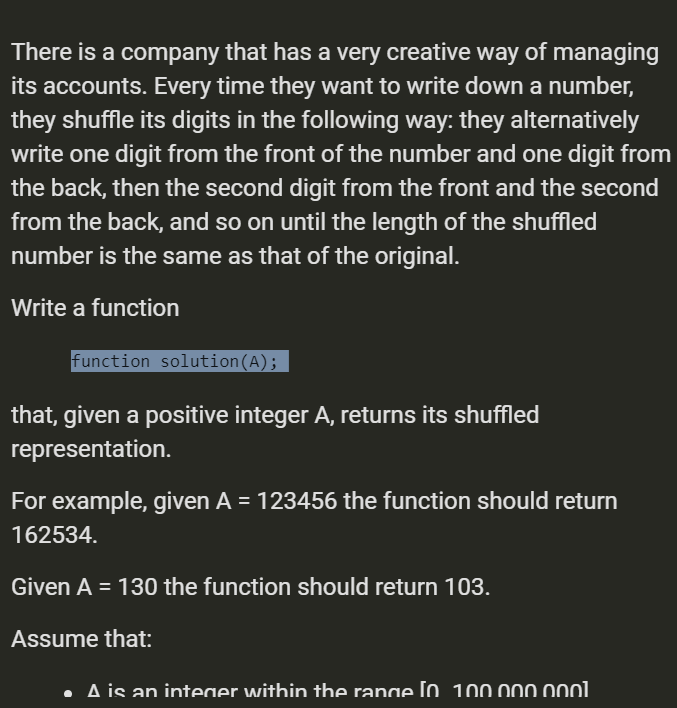 There is a company that has a very creative way of managing
its accounts. Every time they want to write down a number,
they shuffle its digits in the following way: they alternatively
write one digit from the front of the number and one digit from
the back, then the second digit from the front and the second
from the back, and so on until the length of the shuffled
number is the same as that of the original.
Write a function
function solution(A);
that, given a positive integer A, returns its shuffled
representation.
For example, given A = 123456 the function should return
162534.
Given A = 130 the function should return 103.
Assume that:
• A is an integer within the range [0..100,000,000]